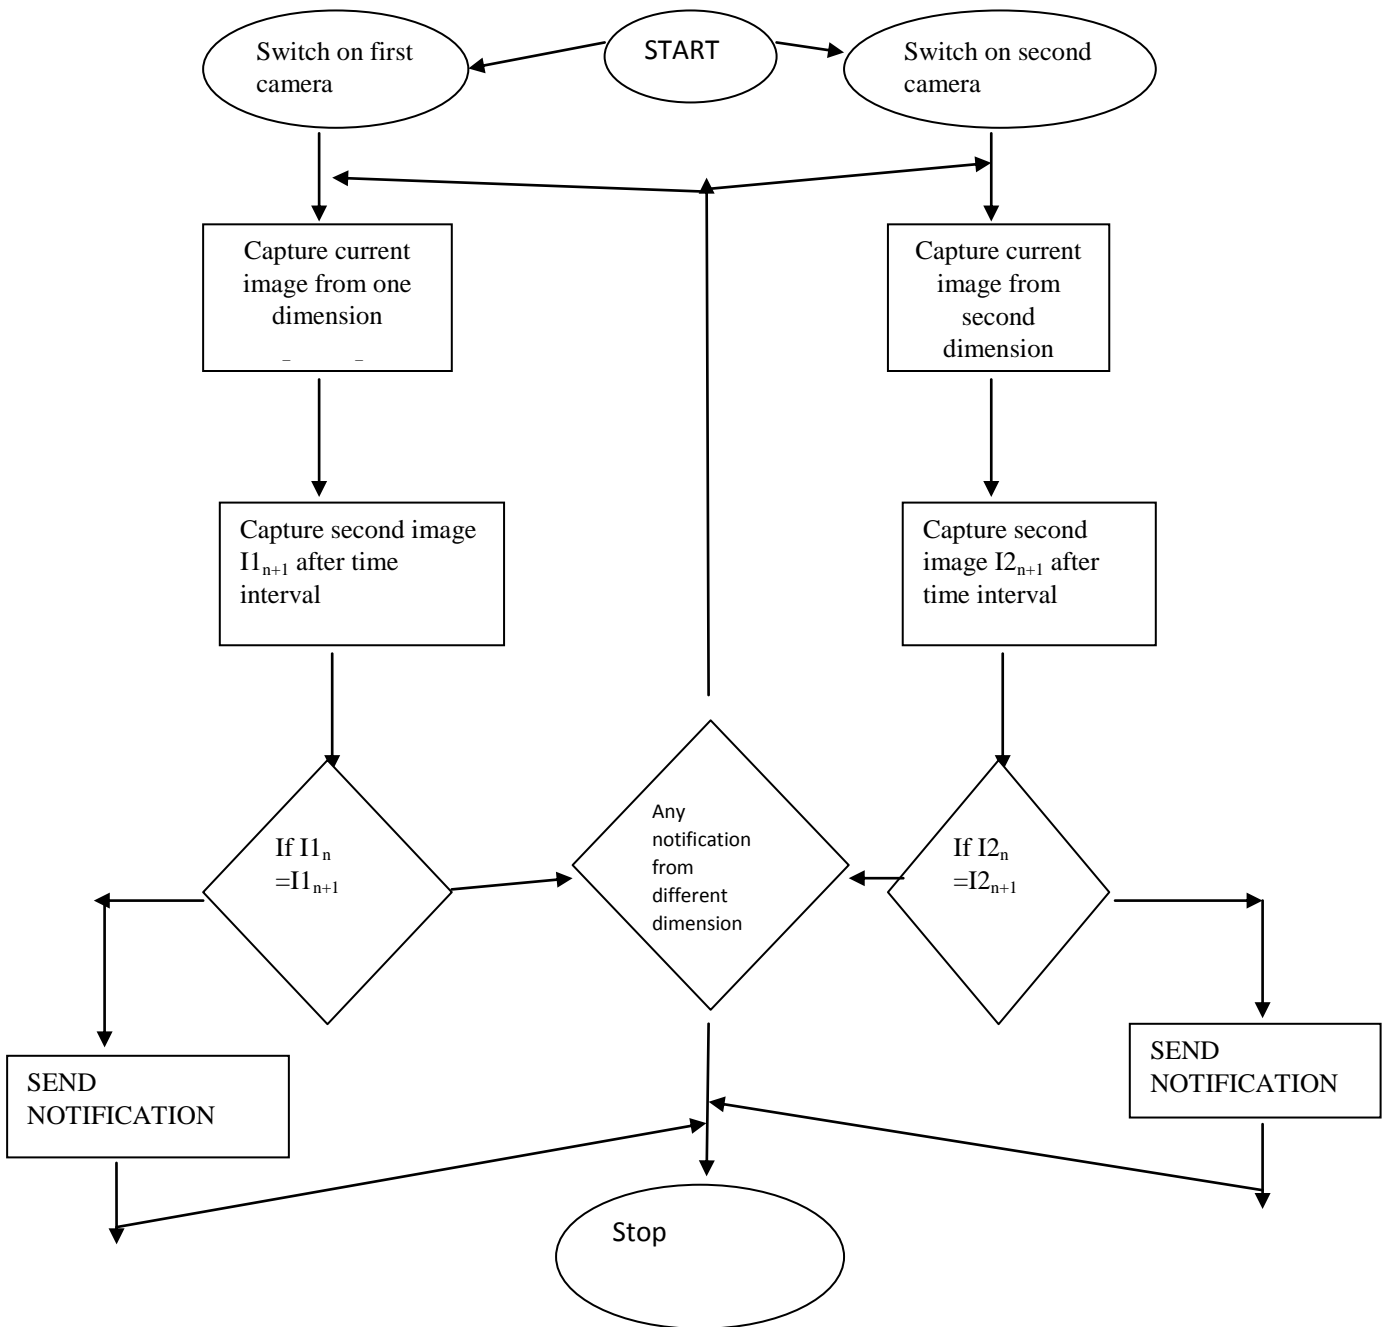 Switch on first
camera
START
Switch on second
camera
Capture current
image from one
dimension
Capture current
image from
second
dimension
Capture second image
I1n+1 after time
interval
Capture second
image I2n+1 after
time interval
If I1n
=I1n+1
Any
notification
from
different
dimension
If I2n
=I2n+1
SEND
NOTIFICATION
SEND
NOTIFICATION
Stop